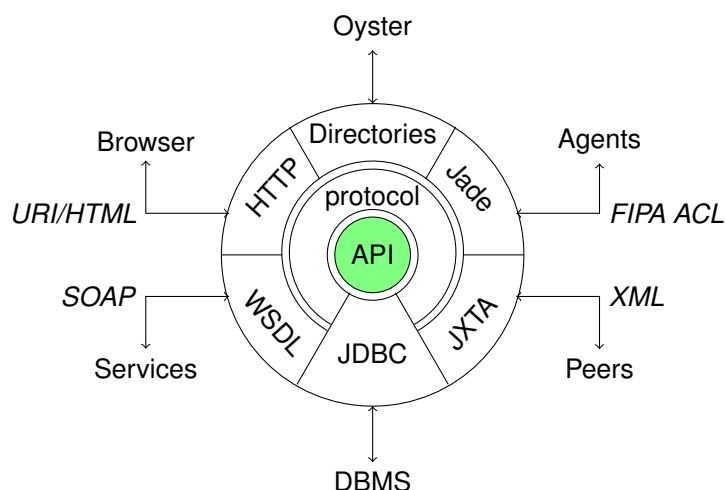 Oyster
Browser
Directories
Agents
HTTP
Jade
protocol
URI/HTML
FIPA ACL
API
SOAP
WSDL
JDBC
JXTA
XML
Services
Peers
DBMS